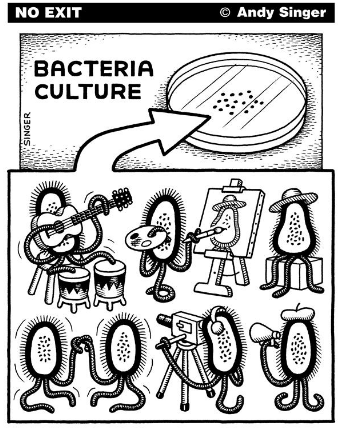 NO EXIT
© Andy Singer
BACTERIA
CULTURE
SINGER